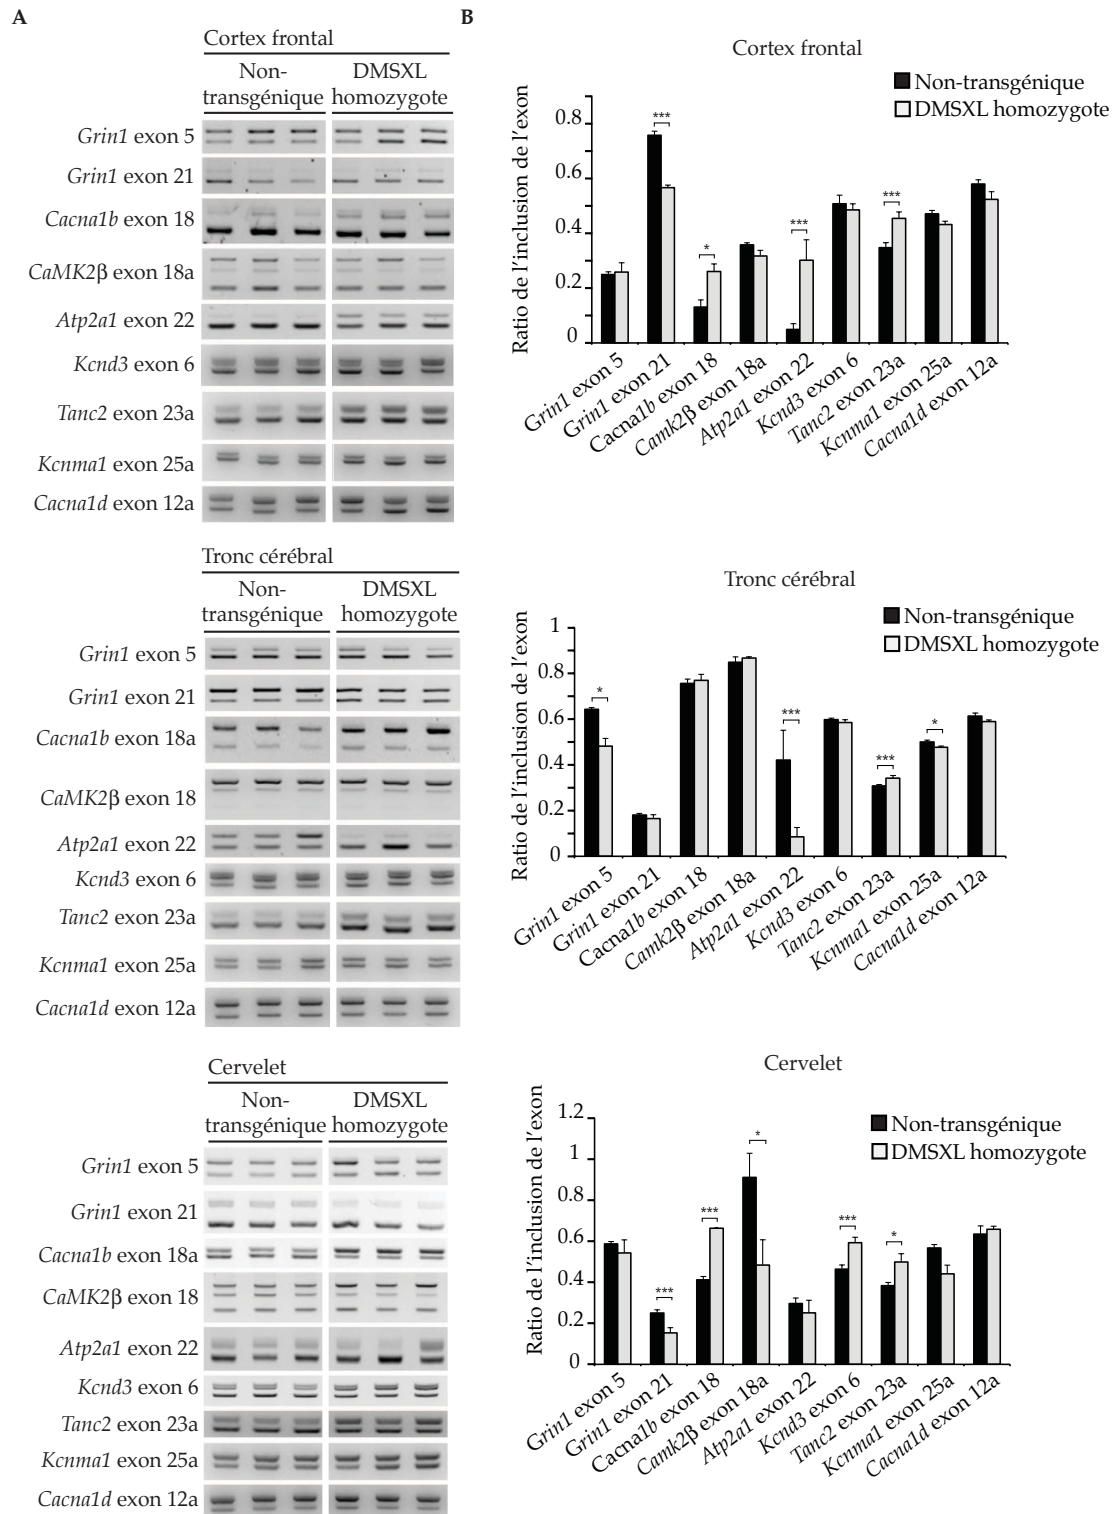 A
Cortex frontal
Non-
transgénique
DMSXL
homozygote
Grin1 exon 5
Grin1 exon 21
Cacna1b exon 18
CaMK2β exon 18a
Atp2a1 exon 22
Kcnd3 exon 6
Tanc2 exon 23a
Kcnma1 exon 25a
Cacna1d exon 12a
Tronc cérébral
Non-
transgénique
DMSXL
homozygote
Grin1 exon 5
Grin1 exon 21
Cacna1b exon 18a
CaMK2β exon 18
Atp2a1 exon 22
Kcnd3 exon 6
Tanc2 exon 23a
Kcnma1 exon 25a
Cacna1d exon 12a
Cervelet
Non-
transgénique
DMSXL
homozygote
Grin1 exon 5
Grin1 exon 21
Cacna1b exon 18a
CaMK2β exon 18
Atp2a1 exon 22
Kcnd3 exon 6
Tanc2 exon 23a
Kcnma1 exon 25a
Cacna1d exon 12a
B
Cortex frontal
Non-transgénique
DMSXL homozygote
Ratio de l'inclusion de l'exon
0.8
0.6
0.4
0.2
0
***
*
***
***
Grin1 exon 5
Grin1 exon 21
Cacna1b exon 18
Camk2β exon 18a
Atp2a1 exon 22
Kcnd3 exon 6
Tanc2 exon 23a
Kcnma1 exon 25a
Cacna1d exon 12a
Tronc cérébral
Non-transgénique
DMSXL homozygote
Ratio de l'inclusion de l'exon
1
0.8
0.6
0.4
0.2
0
*
***
***
*
Grin1 exon 5
Grin1 exon 21
Cacna1b exon 18
Camk2β exon 18a
Atp2a1 exon 22
Kcnd3 exon 6
Tanc2 exon 23a
Kcnma1 exon 25a
Cacna1d exon 12a
Cervelet
Non-transgénique
DMSXL homozygote
Ratio de l'inclusion de l'exon
1.2
1
0.8
0.6
0.4
0.2
0
***
***
*
***
*
Grin1 exon 5
Grin1 exon 21
Cacna1b exon 18
Camk2β exon 18a
Atp2a1 exon 22
Kcnd3 exon 6
Tanc2 exon 23a
Kcnma1 exon 25a
Cacna1d exon 12a